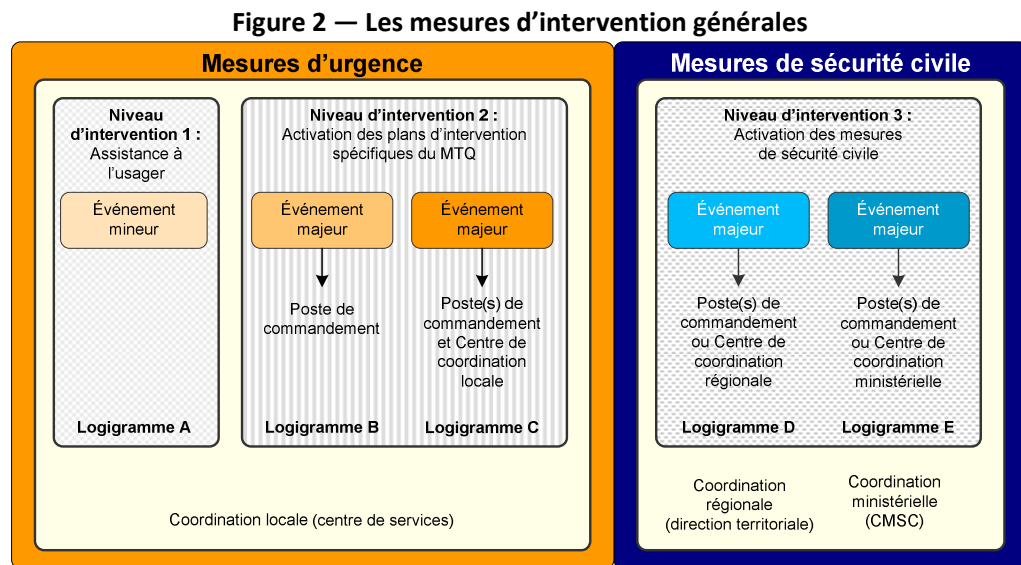 Figure 2 — Les mesures d’intervention générales
Mesures d’urgence
Niveau
d’intervention 1 :
Assistance à
l’usager
Événement
mineur
Logigramme A
Niveau d’intervention 2 :
Activation des plans d’intervention
spécifiques du MTQ
Événement
majeur
Poste de
commandement
Logigramme B
Événement
majeur
Poste(s) de
commandement
et Centre de
coordination
locale
Logigramme C
Coordination locale (centre de services)
Mesures de sécurité civile
Niveau d’intervention 3 :
Activation des mesures
de sécurité civile
Événement
majeur
Poste(s) de
commandement
ou Centre de
coordination
régionale
Logigramme D
Événement
majeur
Poste(s) de
commandement
ou Centre de
coordination
ministérielle
Logigramme E
Coordination
régionale
(direction territoriale)
Coordination
ministérielle
(CMSC)